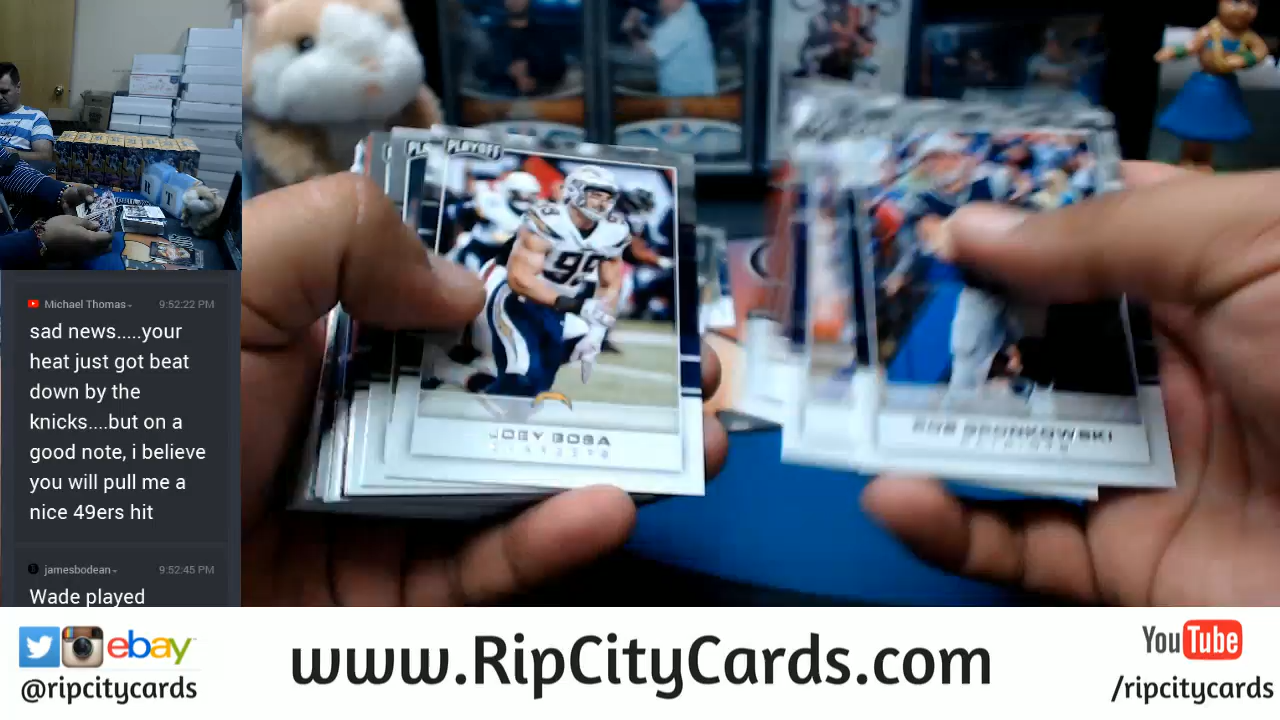 PLAYOFF
99
JOEY BOSA
CHARGERS
Michael Thomas
9:52:22 PM
sad news.....your
heat just got beat
down by the
knicks....but on a
good note, i believe
you will pull me a
nice 49ers hit
jamesbodean
9:52:45 PM
Wade played
R T
ebay
@ripcitycards
www.RipCityCards.com
YouTube
/ripcitycards